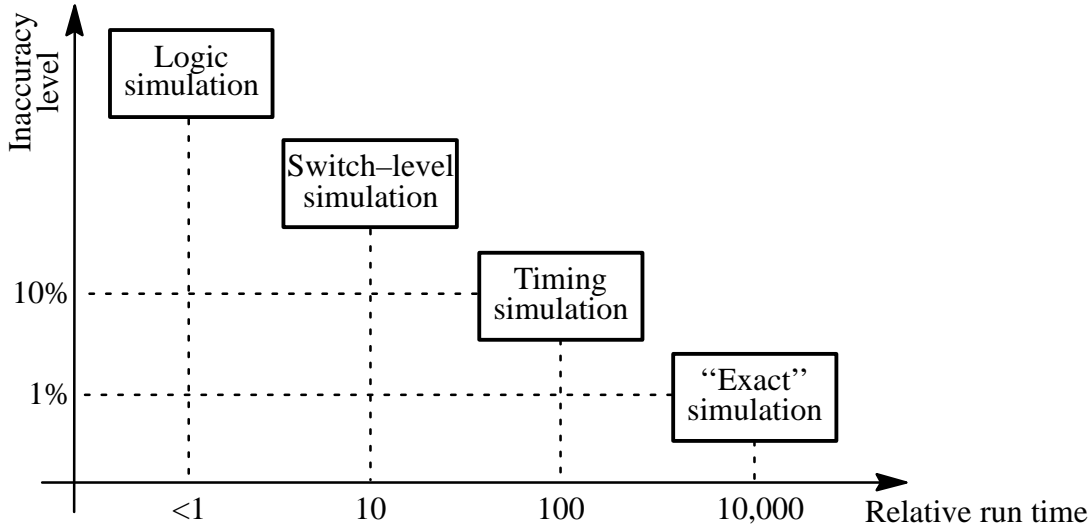 Inaccuracy
level
Logic
simulation
Switch–level
simulation
Timing
simulation
“Exact”
simulation
10%
1%
<1
10
100
10,000
Relative run time